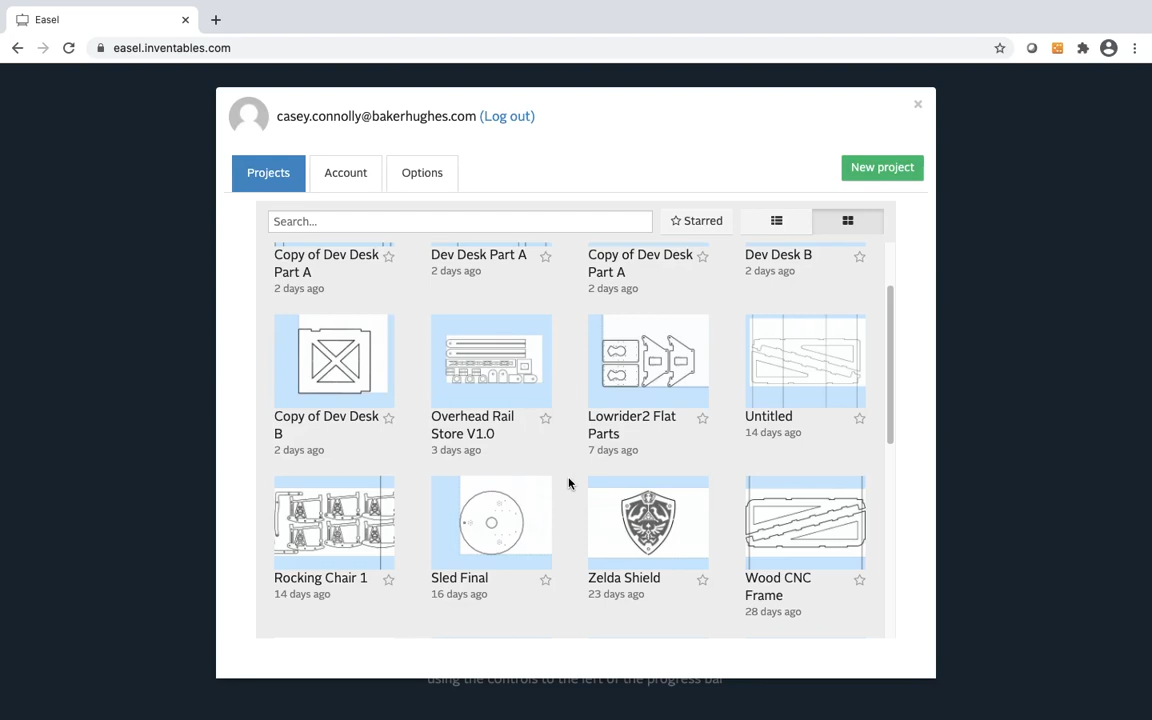 Easel
easel.inventables.com
casey.connolly@bakerhughes.com (Log out)
×
Projects
Account
Options
New project
Search...
Starred
Copy of Dev Desk
Part A
2 days ago
Dev Desk Part A
2 days ago
Copy of Dev Desk
Part A
2 days ago
Dev Desk B
2 days ago
Copy of Dev Desk
B
2 days ago
Overhead Rail
Store V1.0
3 days ago
Lowrider2 Flat
Parts
7 days ago
Untitled
14 days ago
Rocking Chair 1
14 days ago
Sled Final
16 days ago
Zelda Shield
23 days ago
Wood CNC
Frame
28 days ago
using the controls to the left of the progress bar